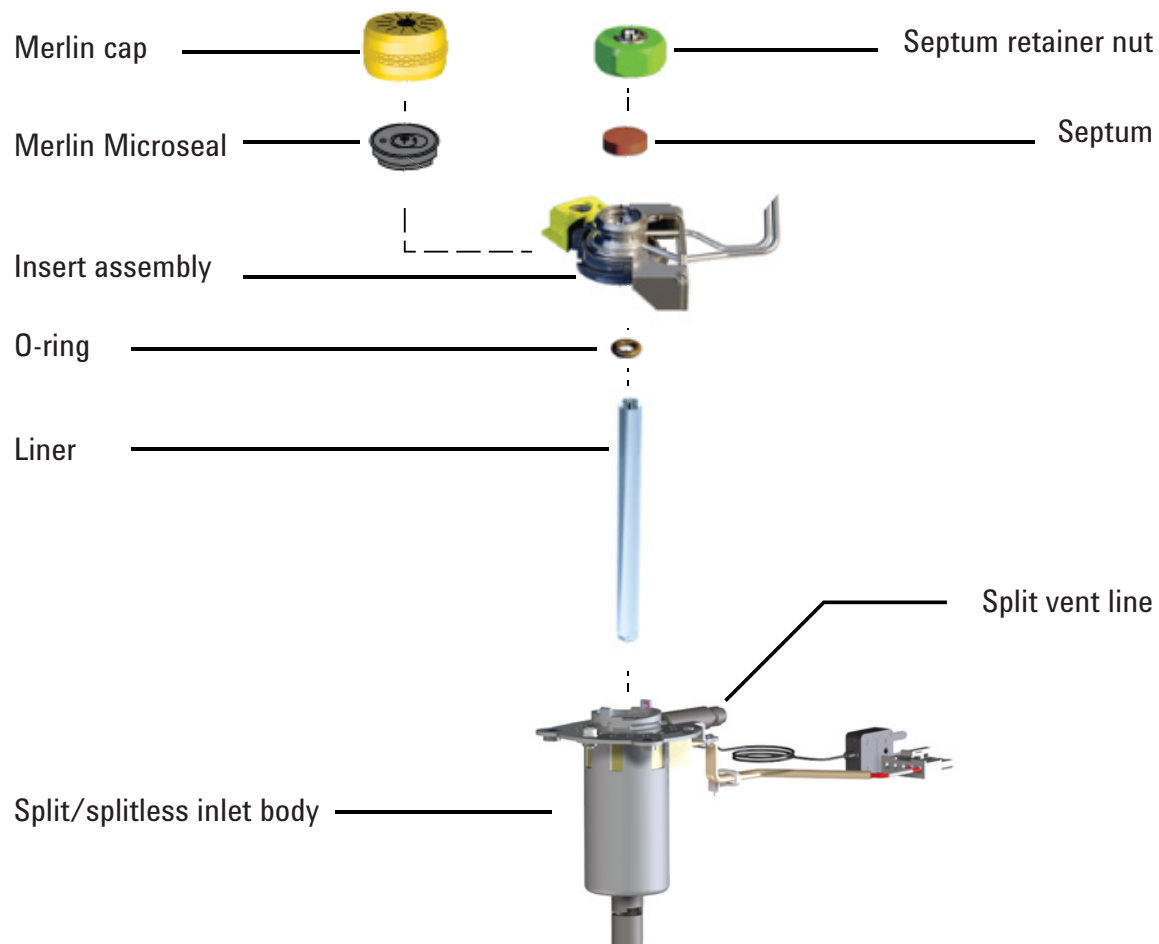 Merlin cap
Septum retainer nut
Merlin Microseal
Septum
Insert assembly
O-ring
Liner
Split vent line
Split/splitless inlet body